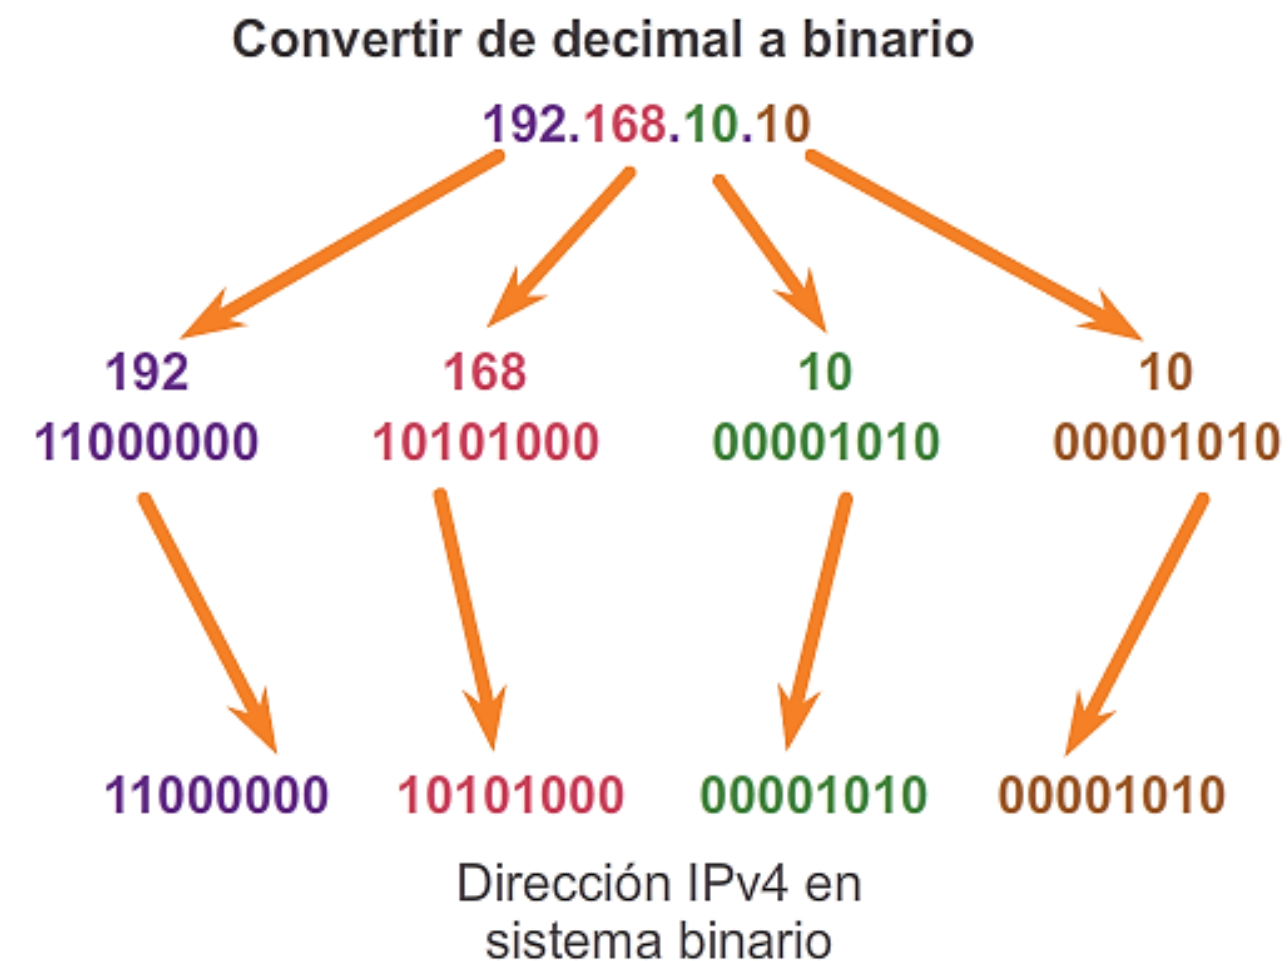 Convertir de decimal a binario
192.168.10.10
192 168 10 10
11000000 10101000 00001010 00001010
11000000 10101000 00001010 00001010
Dirección IPv4 en
sistema binario